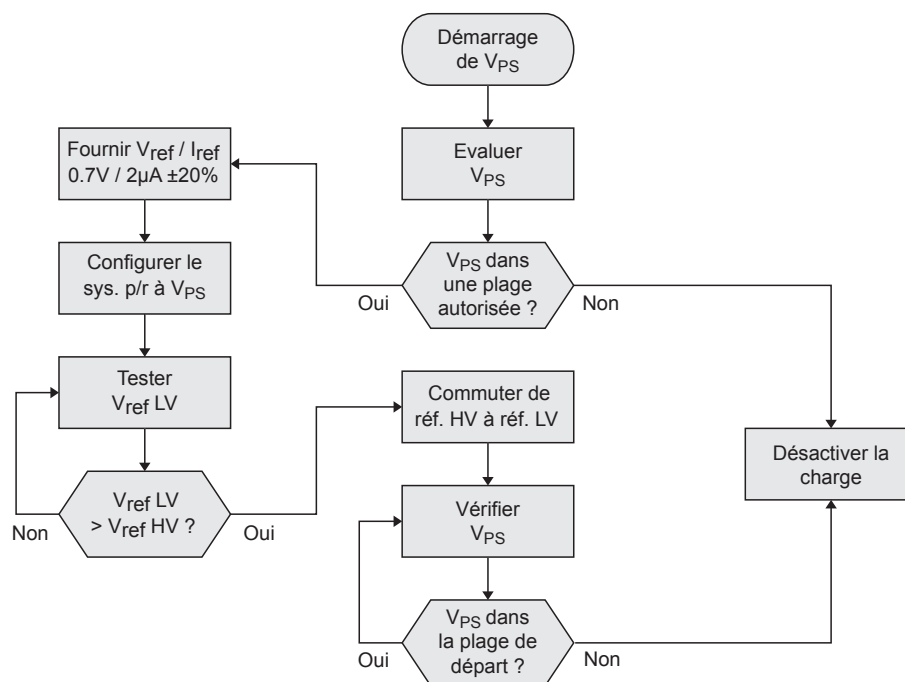 Démarrage
de VPS
Evaluer
VPS
VPS dans
une plage
autorisée ?
Oui
Non
Fournir Vref / Iref
0.7V / 2µA ±20%
Configurer le
sys. p/r à VPS
Tester
Vref LV
Vref LV
> Vref HV ?
Non
Oui
Commuter de
réf. HV à réf. LV
Vérifier
VPS
VPS dans
la plage de
départ ?
Oui
Non
Désactiver la
charge